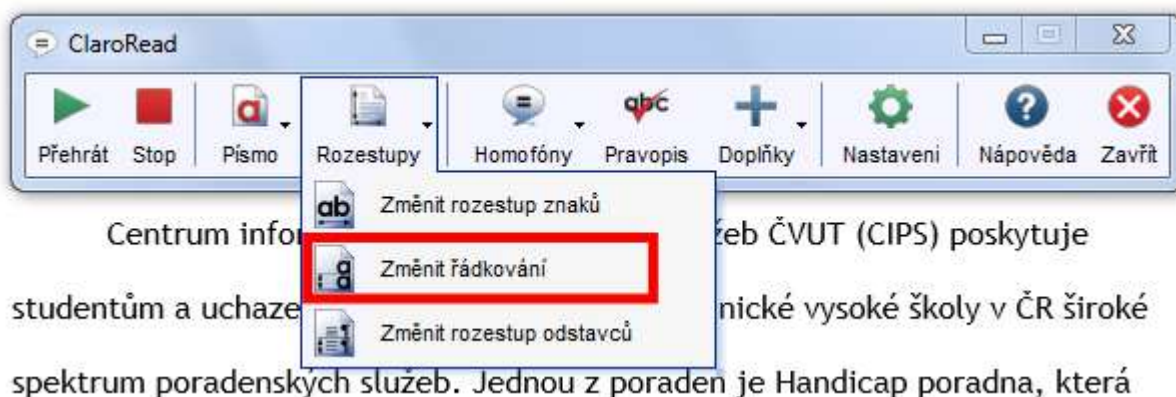 ClaroRead
Přehrát Stop Písmo Rozestupy Homofóny Pravopis Doplňky Nastavení Nápověda Zavřít
Změnit rozestup znaků
Centrum infor žeb ČVUT (CIPS) poskytuje
Změnit řádkování
studentům a uchaze nické vysoké školy v ČR široké
Změnit rozestup odstavců
spektrum poradenských služeb. Jednou z poraden je Handicap poradna, která